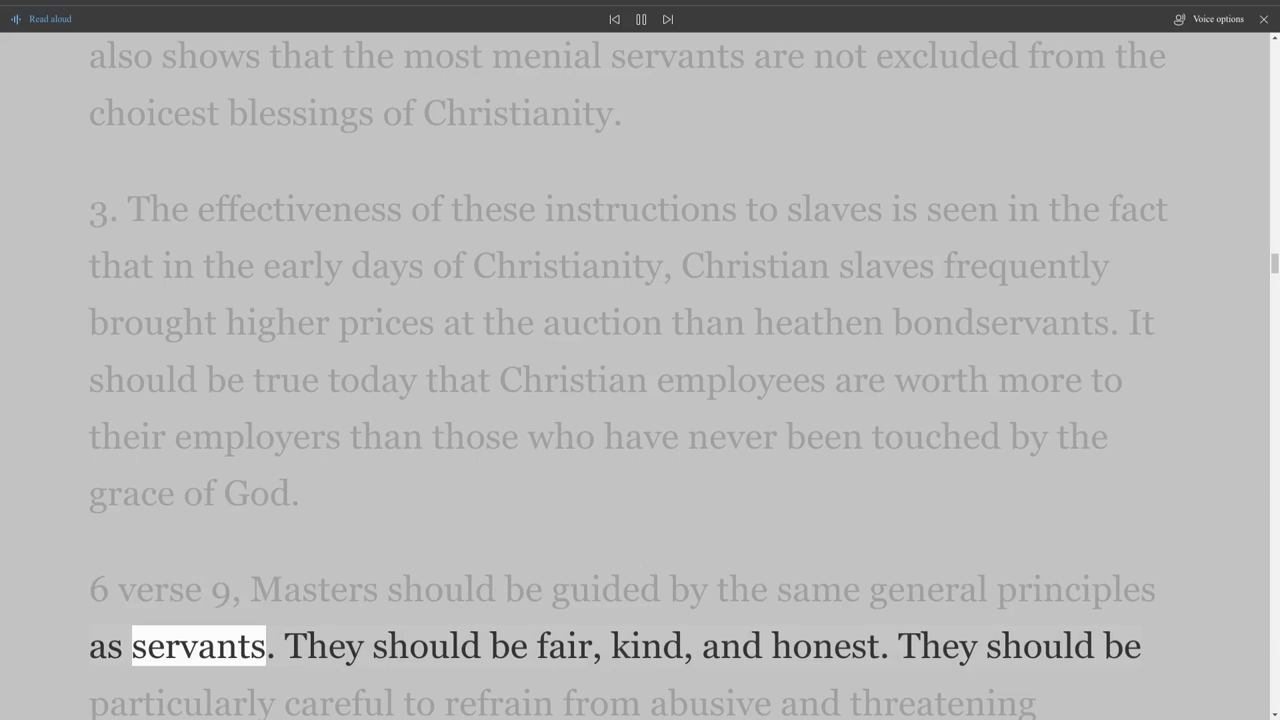 Read aloud
Voice options
also shows that the most menial servants are not excluded from the
choicest blessings of Christianity.
3. The effectiveness of these instructions to slaves is seen in the fact
that in the early days of Christianity, Christian slaves frequently
brought higher prices at the auction than heathen bondservants. It
should be true today that Christian employees are worth more to
their employers than those who have never been touched by the
grace of God.
6 verse 9, Masters should be guided by the same general principles
as servants. They should be fair, kind, and honest. They should be
particularly careful to refrain from abusive and threatening